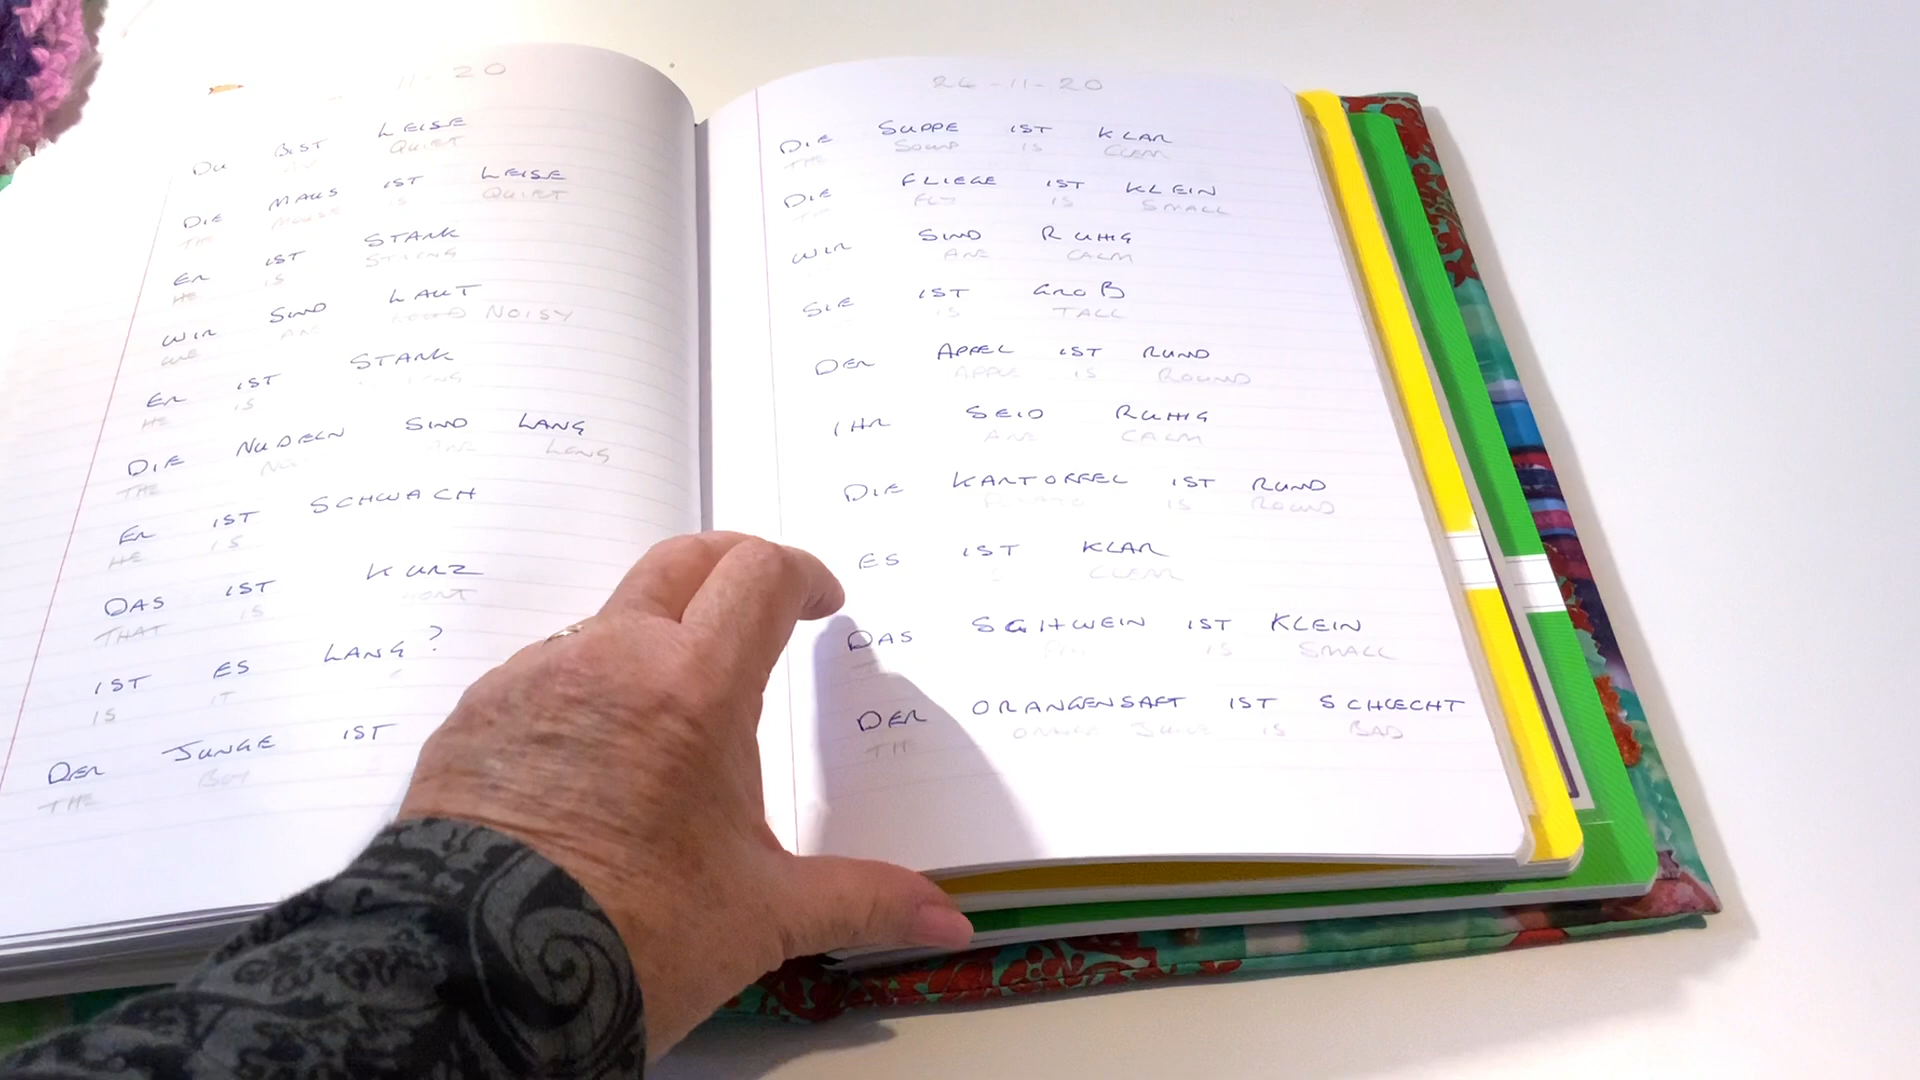 11-20
DU BIST LEISE
QUIET
DIE MAUS IST LEISE
THE MOUSE IS QUIET
ER IST STARK
HE IS STRONG
WIR SIND LAUT
WE ARE LOUD NOISY
ER IST STARK
HE IS
DIE NUDELN SIND LANG
THE ARE LONG
ER IST SCHWACH
HE IS
DAS IST KURZ
THAT IS
IST ES LANG?
IS IT
DER JUNGE IST
THE BOY
24-11-20
DIE SUPPE IST KLAR
THE SOUP IS CLEAR
DIE FLIEGE IST KLEIN
FLY IS SMALL
WIR SIND RUHIG
ARE CALM
SIE IST GROß
IS TALL
DER APFEL IST RUND
APPLE IS ROUND
IHR SEID RUHIG
ARE CALM
DIE KARTOFFEL IST RUND
POTATO IS ROUND
ES IST KLAR
CLEAR
DAS SCHWEIN IST KLEIN
IS SMALL
DER ORANGENSAFT IST SCHLECHT
JUICE IS BAD